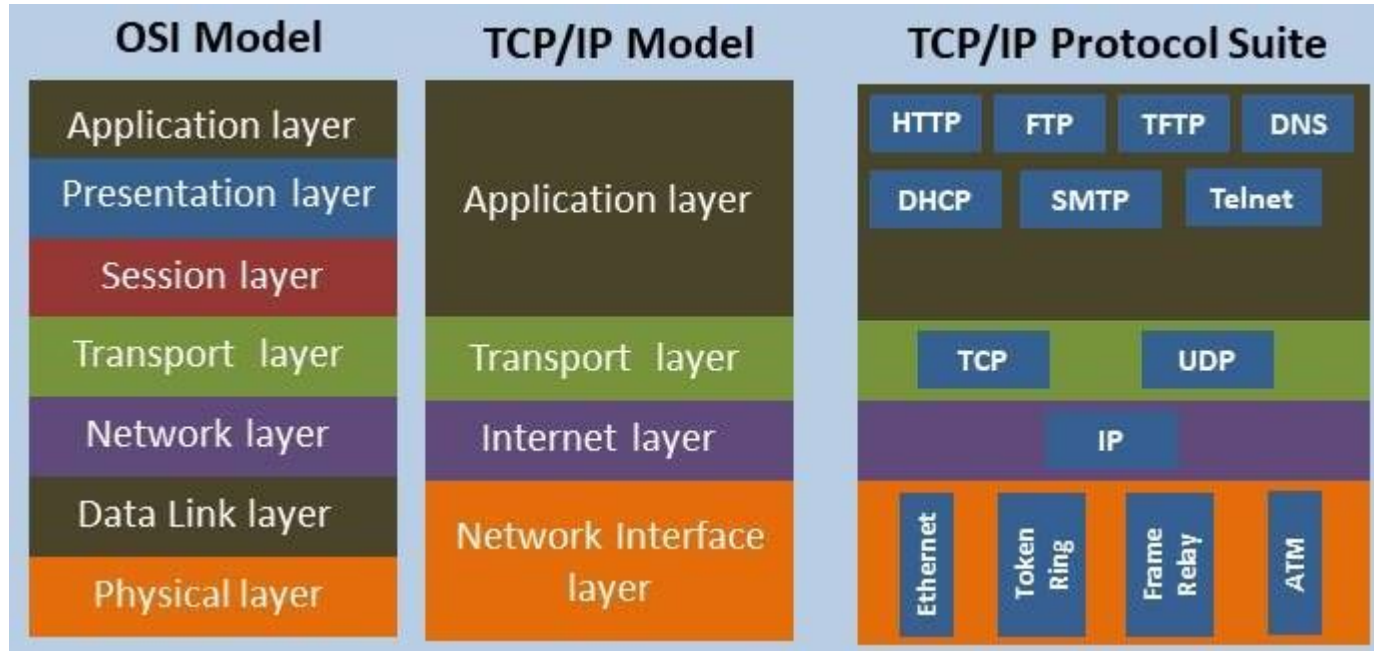 OSI Model
Application layer
Presentation layer
Session layer
Transport layer
Network layer
Data Link layer
Physical layer
TCP/IP Model
Application layer
Transport layer
Internet layer
Network Interface
layer
TCP/IP Protocol Suite
HTTP
FTP
TFTP
DNS
DHCP
SMTP
Telnet
TCP
UDP
IP
Ethernet
Token
Ring
Frame
Relay
ATM